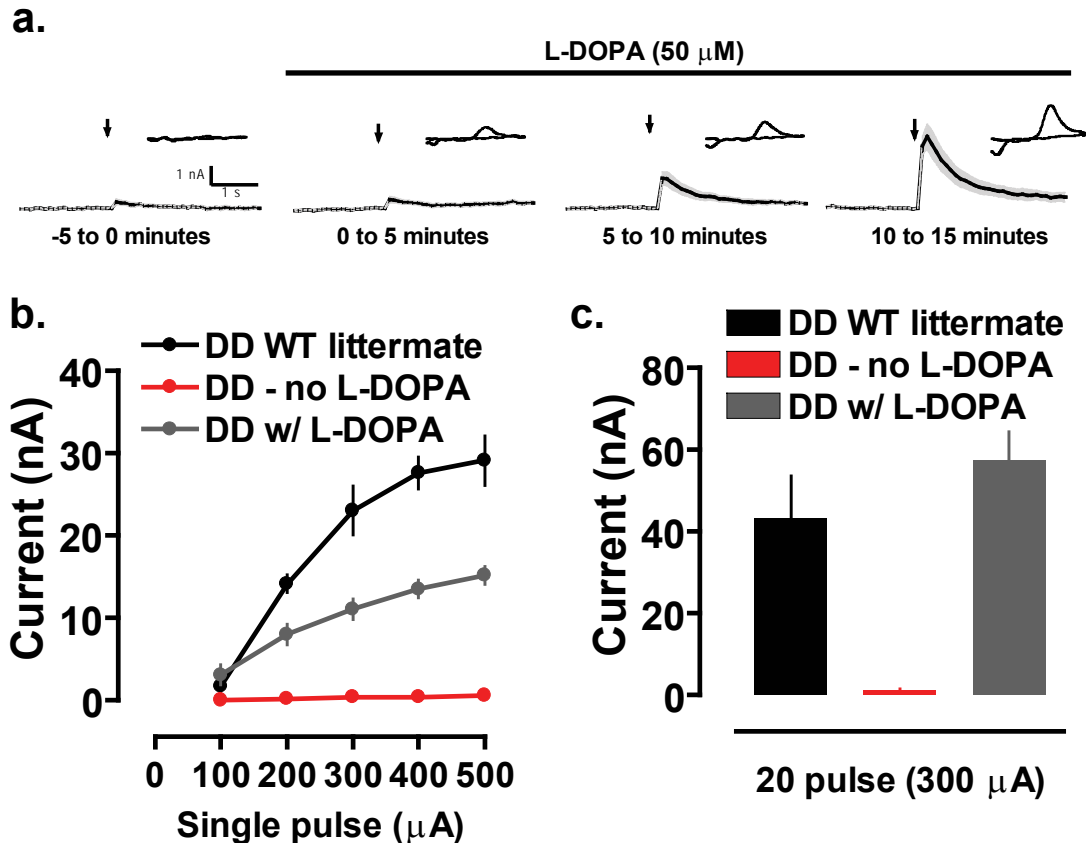 a.
L-DOPA (50 μM)
1 nA
1 s
-5 to 0 minutes
0 to 5 minutes
5 to 10 minutes
10 to 15 minutes
b.
DD WT littermate
DD - no L-DOPA
DD w/ L-DOPA
40
30
20
10
0
Current (nA)
0 100 200 300 400 500
Single pulse (μA)
c.
DD WT littermate
DD - no L-DOPA
DD w/ L-DOPA
80
60
40
20
0
Current (nA)
20 pulse (300 μA)